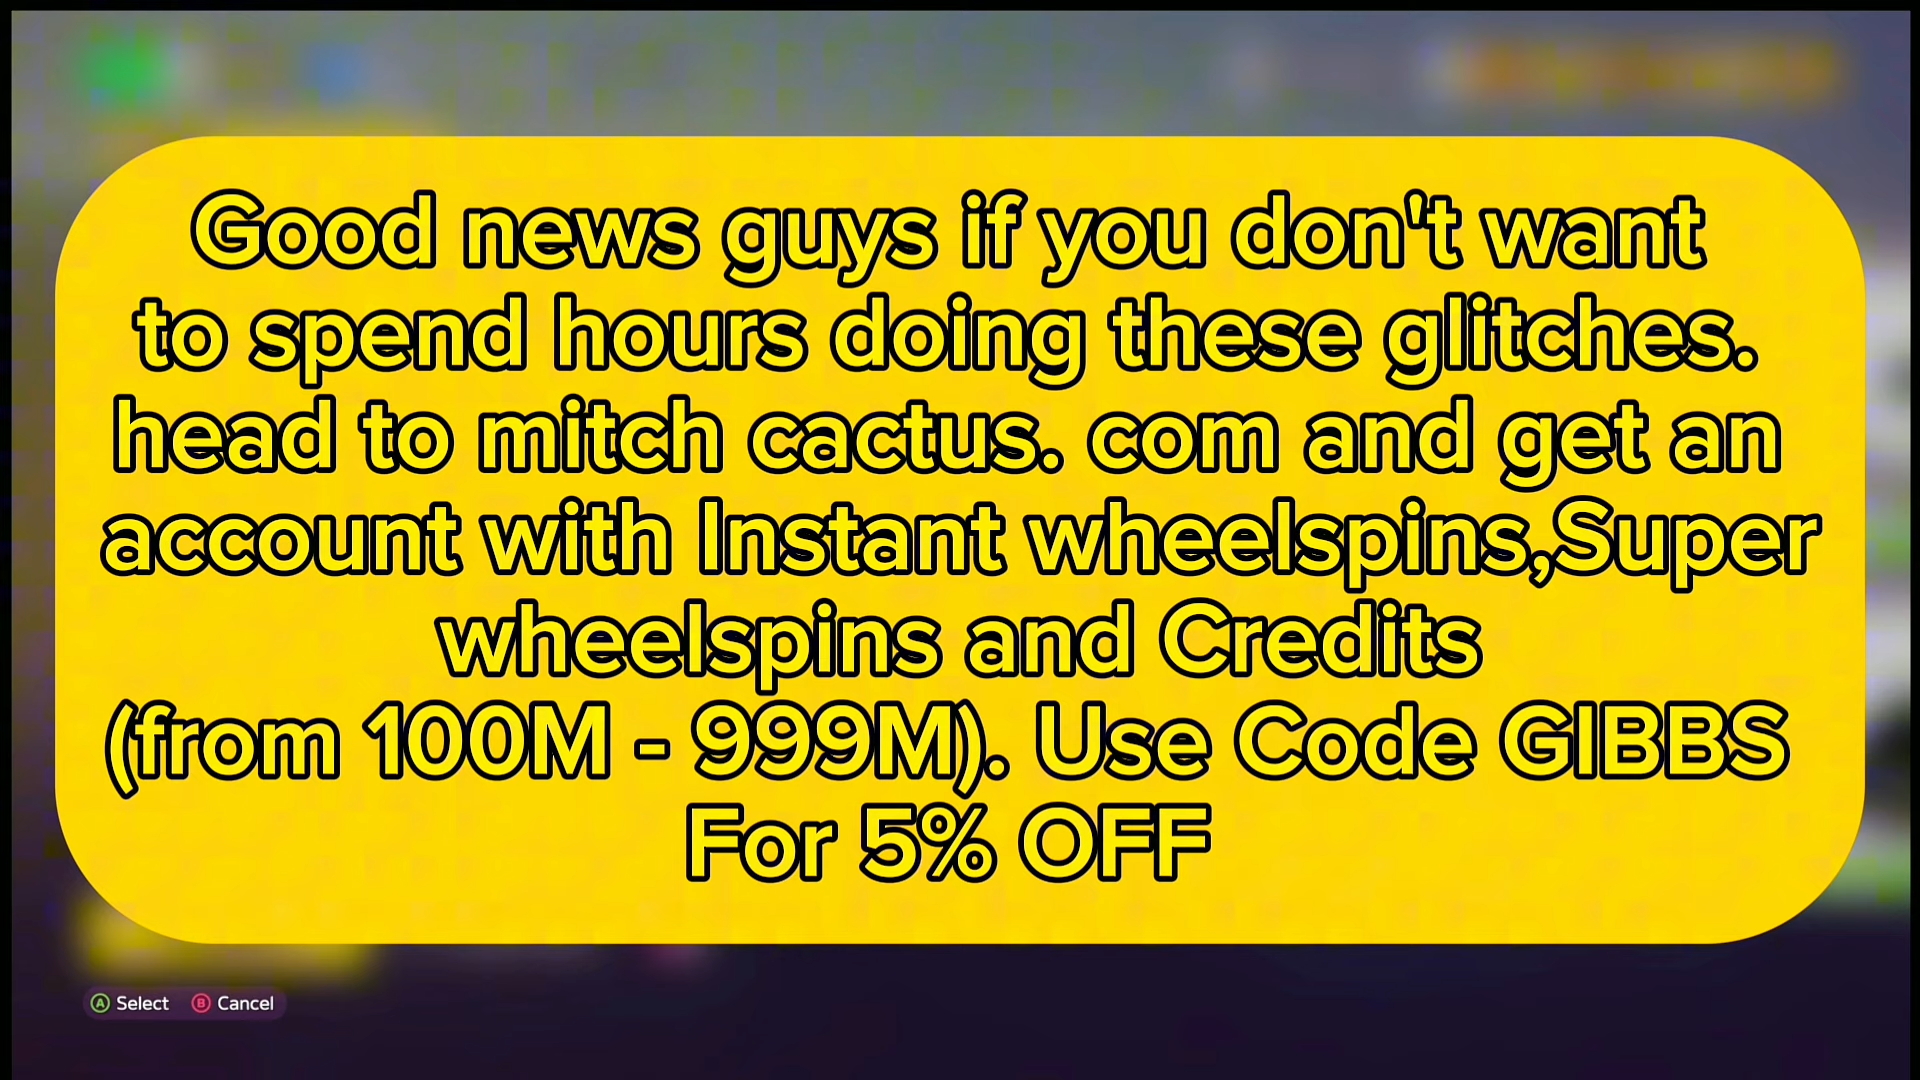 Good news guys if you don't want
to spend hours doing these glitches.
head to mitch cactus. com and get an
account with Instant wheelspins,Super
wheelspins and Credits
(from 100M - 999M). Use Code GIBBS
For 5% OFF
A Select B Cancel